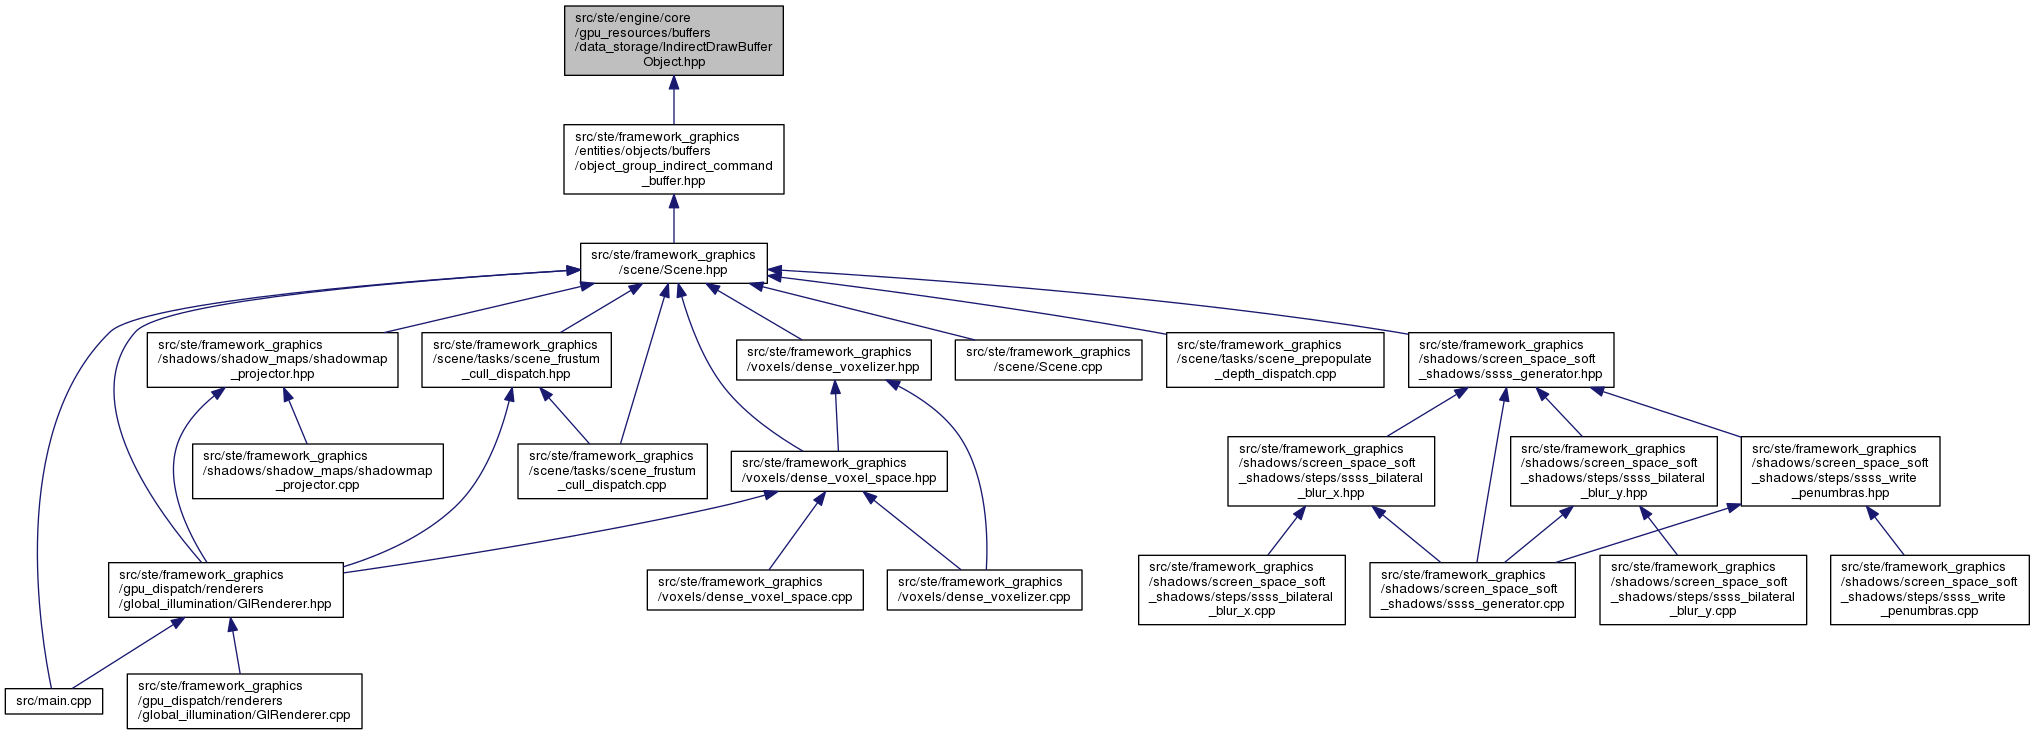 src/ste/engine/core
/gpu_resources/buffers
/data_storage/IndirectDrawBuffer
Object.hpp
src/ste/framework_graphics
/entities/objects/buffers
/object_group_indirect_command
_buffer.hpp
src/ste/framework_graphics
/scene/Scene.hpp
src/ste/framework_graphics
/shadows/shadow_maps/shadowmap
_projector.hpp
src/ste/framework_graphics
/scene/tasks/scene_frustum
_cull_dispatch.hpp
src/ste/framework_graphics
/voxels/dense_voxelizer.hpp
src/ste/framework_graphics
/scene/Scene.cpp
src/ste/framework_graphics
/scene/tasks/scene_prepopulate
_depth_dispatch.cpp
src/ste/framework_graphics
/shadows/screen_space_soft
_shadows/ssss_generator.hpp
src/ste/framework_graphics
/shadows/shadow_maps/shadowmap
_projector.cpp
src/ste/framework_graphics
/scene/tasks/scene_frustum
_cull_dispatch.cpp
src/ste/framework_graphics
/voxels/dense_voxel_space.hpp
src/ste/framework_graphics
/shadows/screen_space_soft
_shadows/steps/ssss_bilateral
_blur_x.hpp
src/ste/framework_graphics
/shadows/screen_space_soft
_shadows/steps/ssss_bilateral
_blur_y.hpp
src/ste/framework_graphics
/shadows/screen_space_soft
_shadows/steps/ssss_write
_penumbras.hpp
src/ste/framework_graphics
/gpu_dispatch/renderers
/global_illumination/GIRenderer.hpp
src/ste/framework_graphics
/voxels/dense_voxel_space.cpp
src/ste/framework_graphics
/voxels/dense_voxelizer.cpp
src/ste/framework_graphics
/shadows/screen_space_soft
_shadows/steps/ssss_bilateral
_blur_x.cpp
src/ste/framework_graphics
/shadows/screen_space_soft
_shadows/ssss_generator.cpp
src/ste/framework_graphics
/shadows/screen_space_soft
_shadows/steps/ssss_bilateral
_blur_y.cpp
src/ste/framework_graphics
/shadows/screen_space_soft
_shadows/steps/ssss_write
_penumbras.cpp
src/main.cpp
src/ste/framework_graphics
/gpu_dispatch/renderers
/global_illumination/GIRenderer.cpp